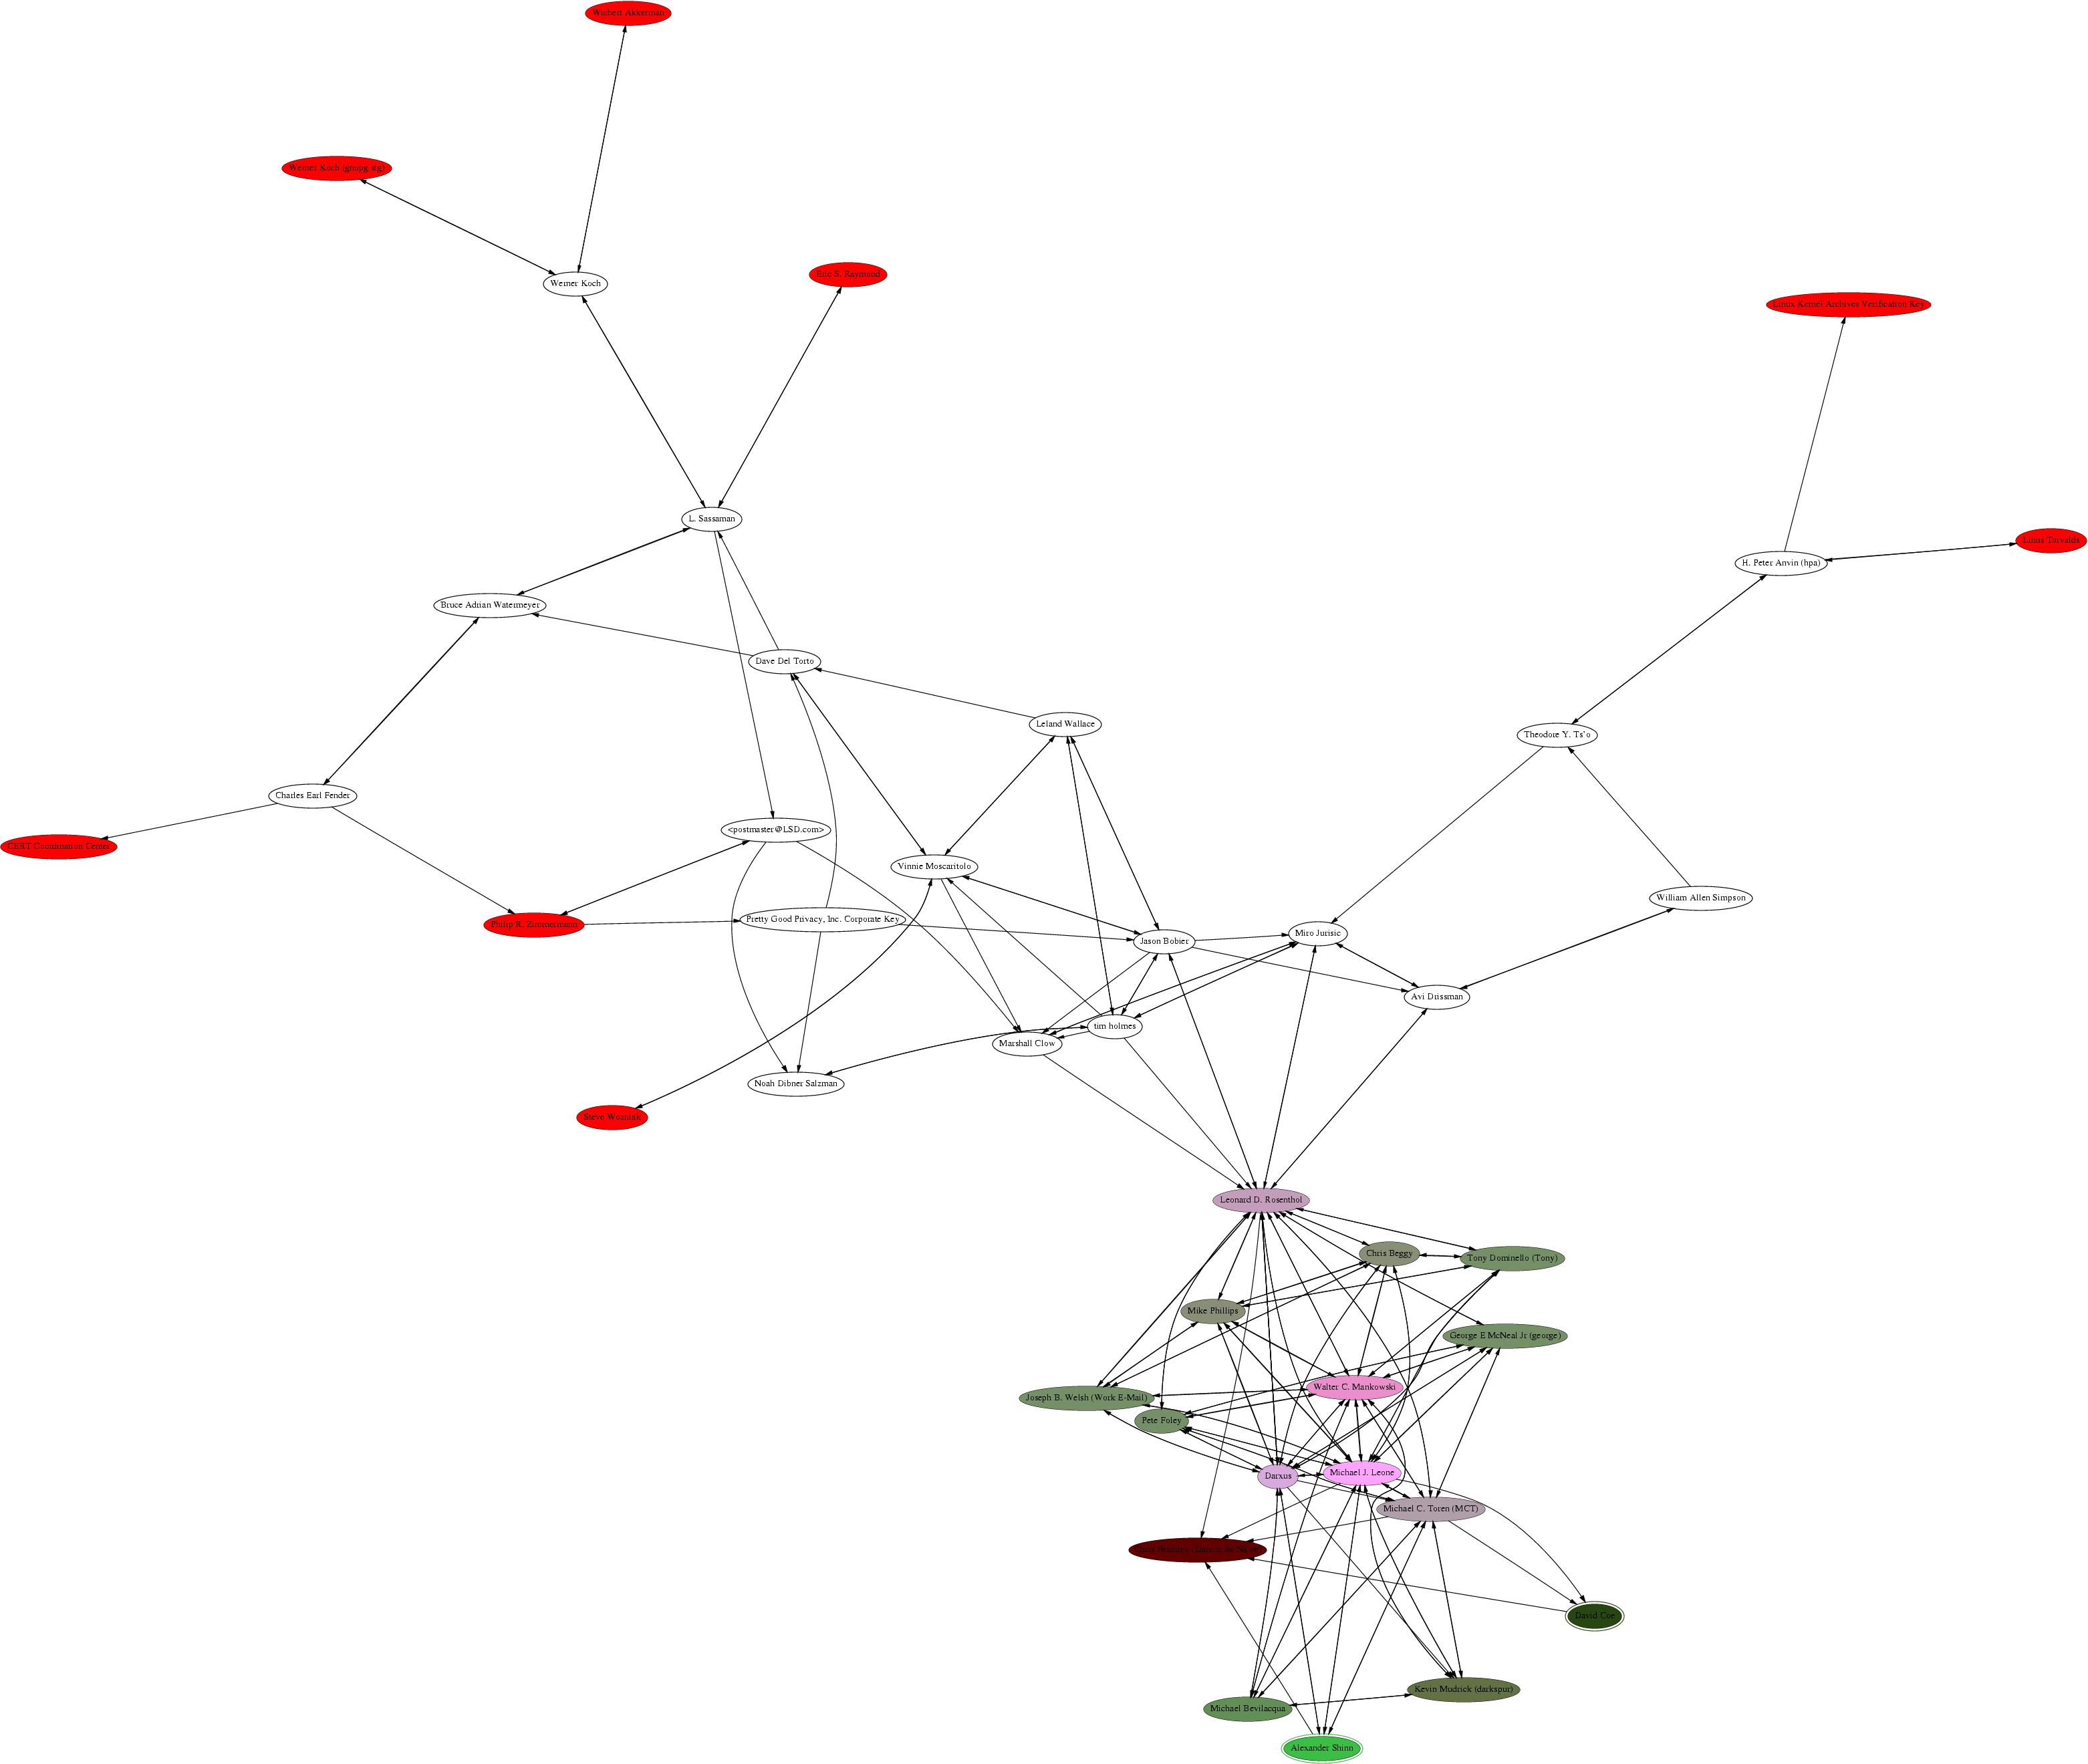 Wichert Akkerman
Werner Koch (gnupg sig)
Eric S. Raymond
Werner Koch
Linux Kernel Archives Verification Key
L. Sassaman
Linus Torvalds
H. Peter Anvin (hpa)
Bruce Adrian Watermeyer
Dave Del Torto
Leland Wallace
Theodore Y. Ts'o
Charles Earl Fender
<postmaster@LSD.com>
CERT Coordination Center
Vinnie Moscaritolo
William Allen Simpson
Pretty Good Privacy, Inc. Corporate Key
Philip R. Zimmermann
Miro Jurisic
Jason Bobier
Avi Drissman
tim holmes
Marshall Clow
Noah Dibner Salzman
Steve Wozniak
Leonard D. Rosenthol
Chris Beggy
Tony Dominello (Tony)
Mike Phillips
George E McNeal Jr (george)
Walter C. Mankowski
Joseph B. Welsh (Work E-Mail)
Pete Foley
Michael J. Leone
Darxus
Michael C. Toren (MCT)
David Coe
Kevin Mudrick (darkspur)
Michael Bevilacqua
Alexander Shinn